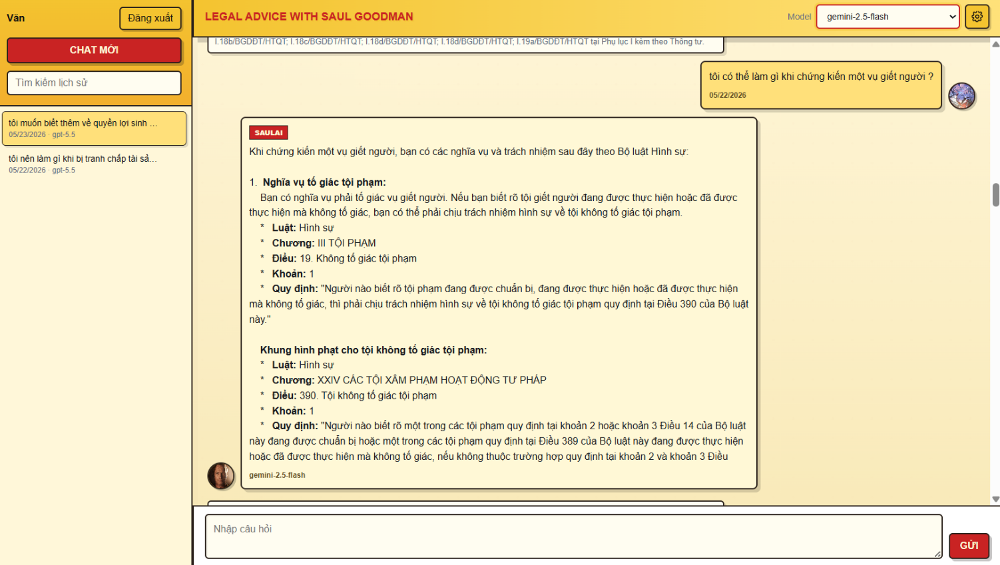 Văn
Đăng xuất
CHAT MỚI
Tìm kiếm lịch sử
tôi muốn biết thêm về quyền lợi sinh …
05/23/2026 · gpt-5.5
tôi nên làm gì khi bị tranh chấp tài sả…
05/22/2026 · gpt-5.5
LEGAL ADVICE WITH SAUL GOODMAN
Model
gemini-2.5-flash
I.18b/BGDĐT/HTQT; I.18c/BGDĐT/HTQT; I.18d/BGDĐT/HTQT; I.18đ/BGDĐT/HTQT; I.19a/BGDĐT/HTQT tại Phụ lục I kèm theo Thông tư.
tôi có thể làm gì khi chứng kiến một vụ giết người ?
05/22/2026
SAULAI
Khi chứng kiến một vụ giết người, bạn có các nghĩa vụ và trách nhiệm sau đây theo Bộ luật Hình sự:
1. Nghĩa vụ tố giác tội phạm:
Bạn có nghĩa vụ phải tố giác vụ giết người. Nếu bạn biết rõ tội giết người đang được thực hiện hoặc đã được
thực hiện mà không tố giác, bạn có thể phải chịu trách nhiệm hình sự về tội không tố giác tội phạm.
* Luật: Hình sự
* Chương: III TỘI PHẠM
* Điều: 19. Không tố giác tội phạm
* Khoản: 1
* Quy định: "Người nào biết rõ tội phạm đang được chuẩn bị, đang được thực hiện hoặc đã được thực hiện
mà không tố giác, thì phải chịu trách nhiệm hình sự về tội không tố giác tội phạm quy định tại Điều 390 của Bộ luật
này."
Khung hình phạt cho tội không tố giác tội phạm:
* Luật: Hình sự
* Chương: XXIV CÁC TỘI XÂM PHẠM HOẠT ĐỘNG TƯ PHÁP
* Điều: 390. Tội không tố giác tội phạm
* Khoản: 1
* Quy định: "Người nào biết rõ một trong các tội phạm quy định tại khoản 2 hoặc khoản 3 Điều 14 của Bộ luật
này đang được chuẩn bị hoặc một trong các tội phạm quy định tại Điều 389 của Bộ luật này đang được thực hiện
hoặc đã được thực hiện mà không tố giác, nếu không thuộc trường hợp quy định tại khoản 2 và khoản 3 Điều
gemini-2.5-flash
Nhập câu hỏi
GỬI